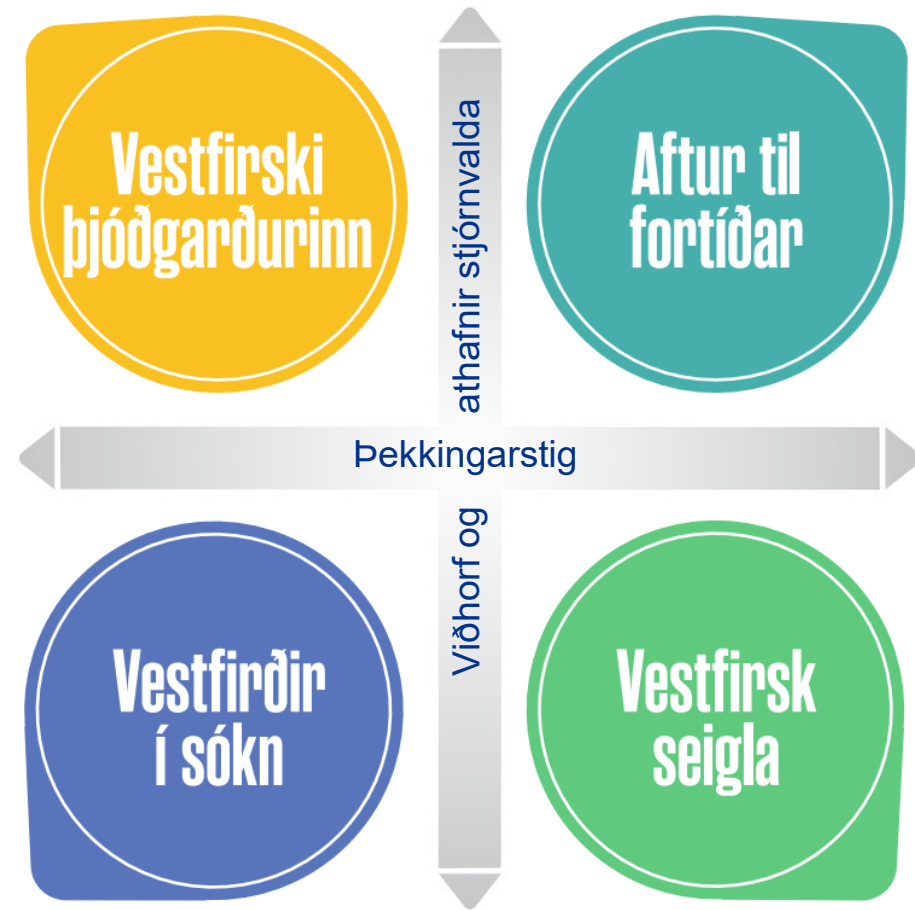 Vestfirski
þjóðgarðurinn
Aftur til
fortíðar
Viðhorf og athafnir stjórnvalda
Þekkingarstig
Vestfirðir
í sókn
Vestfirsk
seigla